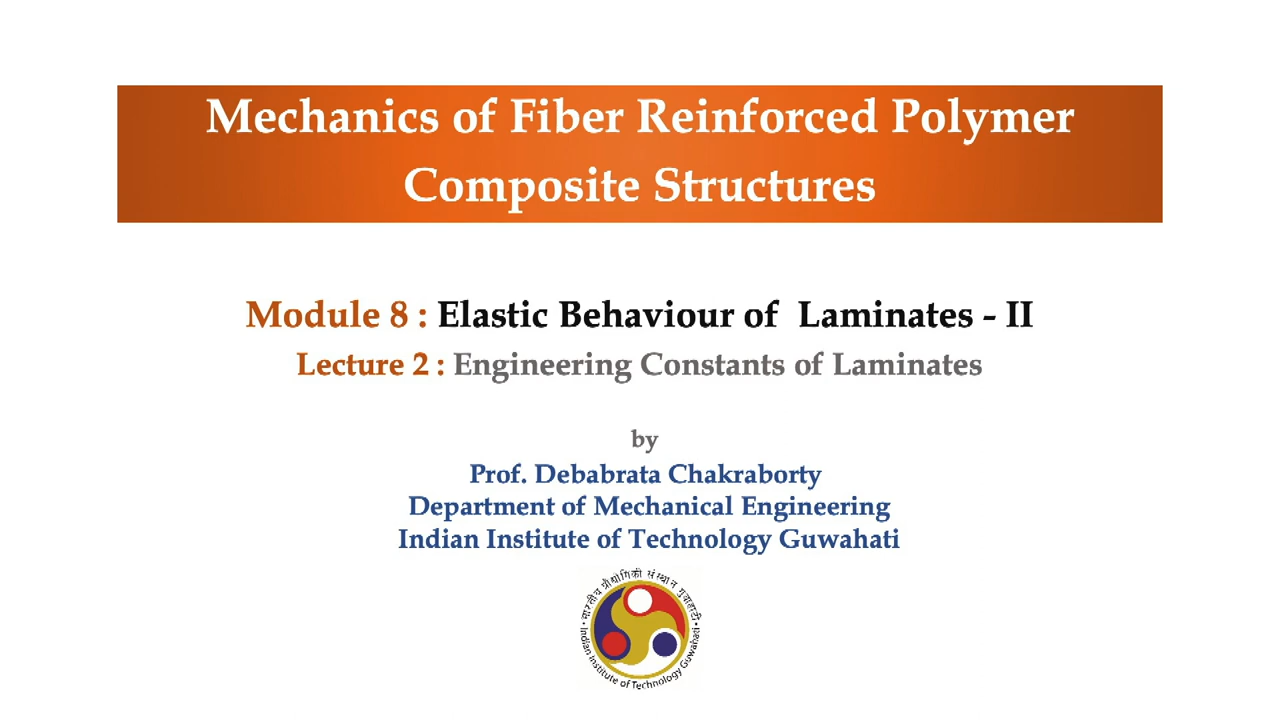 Mechanics of Fiber Reinforced Polymer
Composite Structures
Module 8 : Elastic Behaviour of Laminates - II
Lecture 2 : Engineering Constants of Laminates
by
Prof. Debabrata Chakraborty
Department of Mechanical Engineering
Indian Institute of Technology Guwahati
भारतीय प्रौद्योगिकी संस्थान गुवाहाटी
Indian Institute of Technology Guwahati